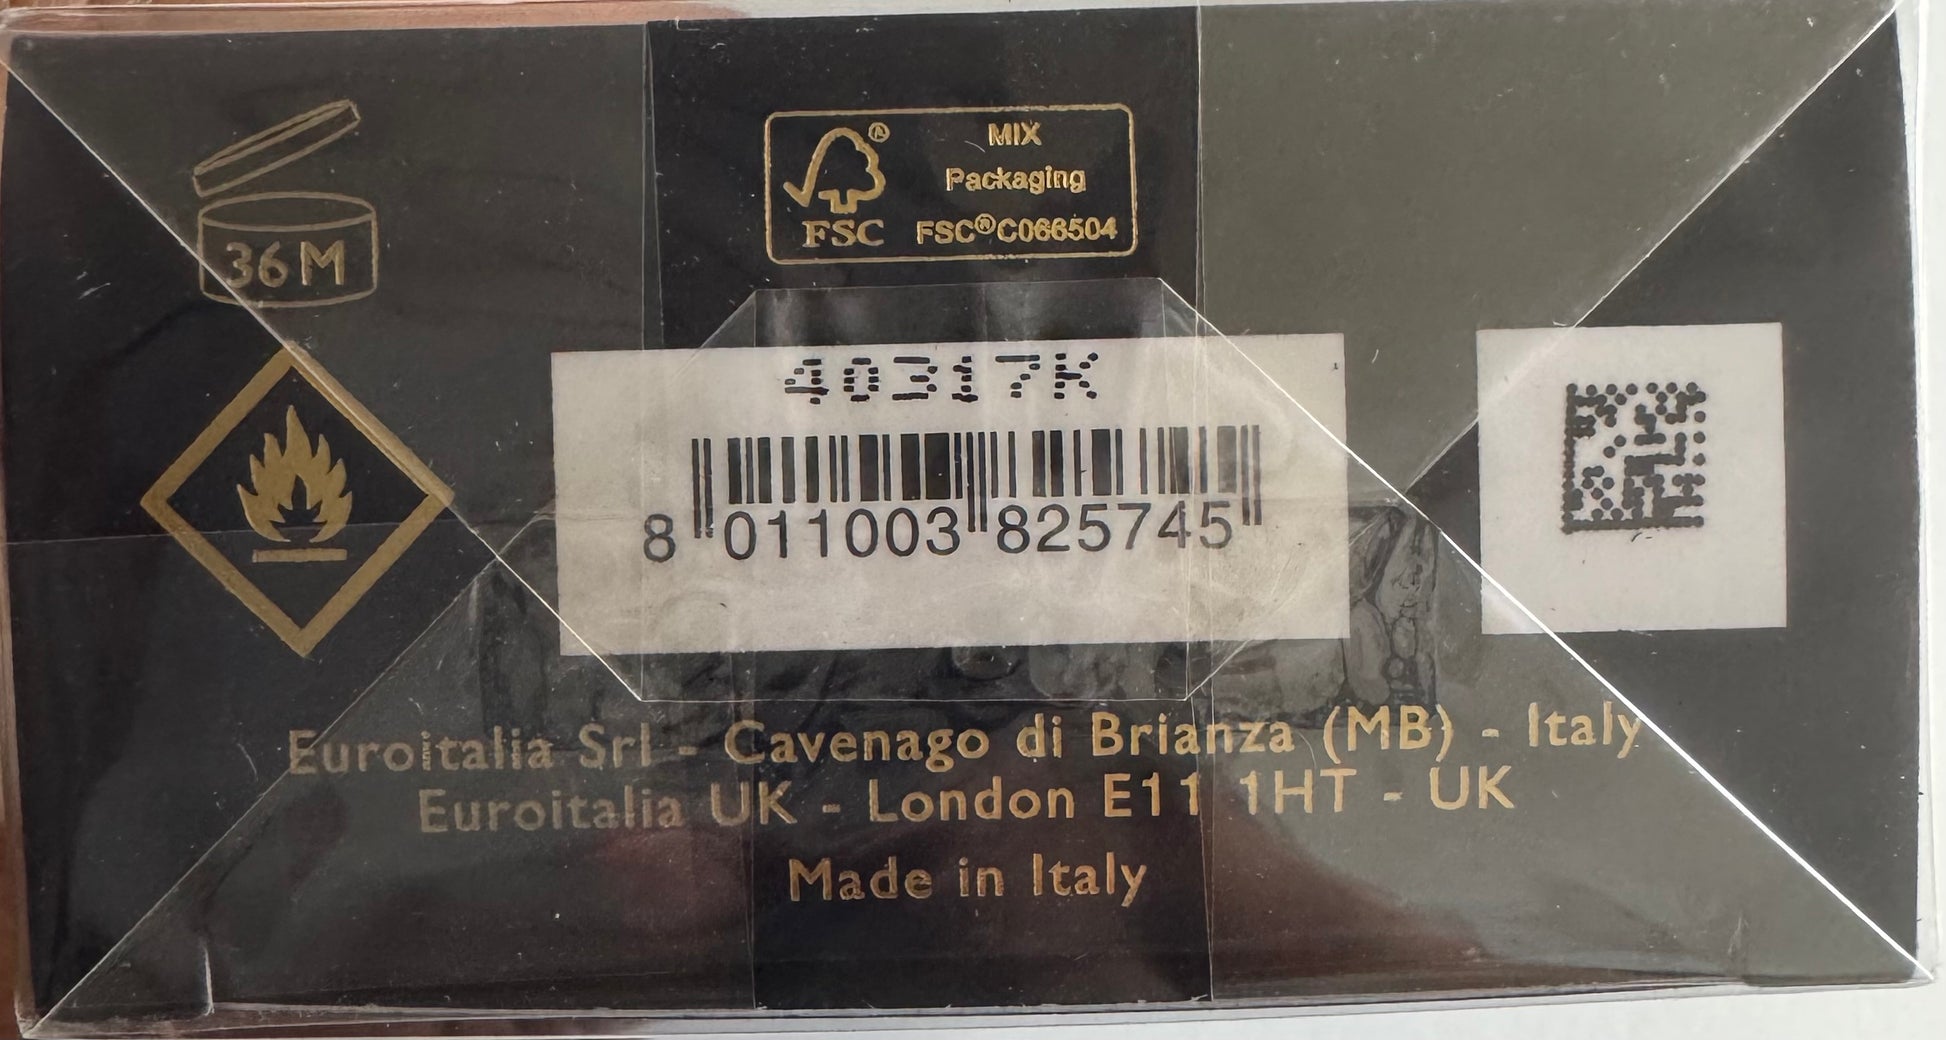 MIX
Packaging
FSC® C066504
® FSC
36M
40317K
8 011003 825745
Euroitalia Srl - Cavenago di Brianza (MB) - Italy
Euroitalia UK - London E11 1HT - UK
Made in Italy